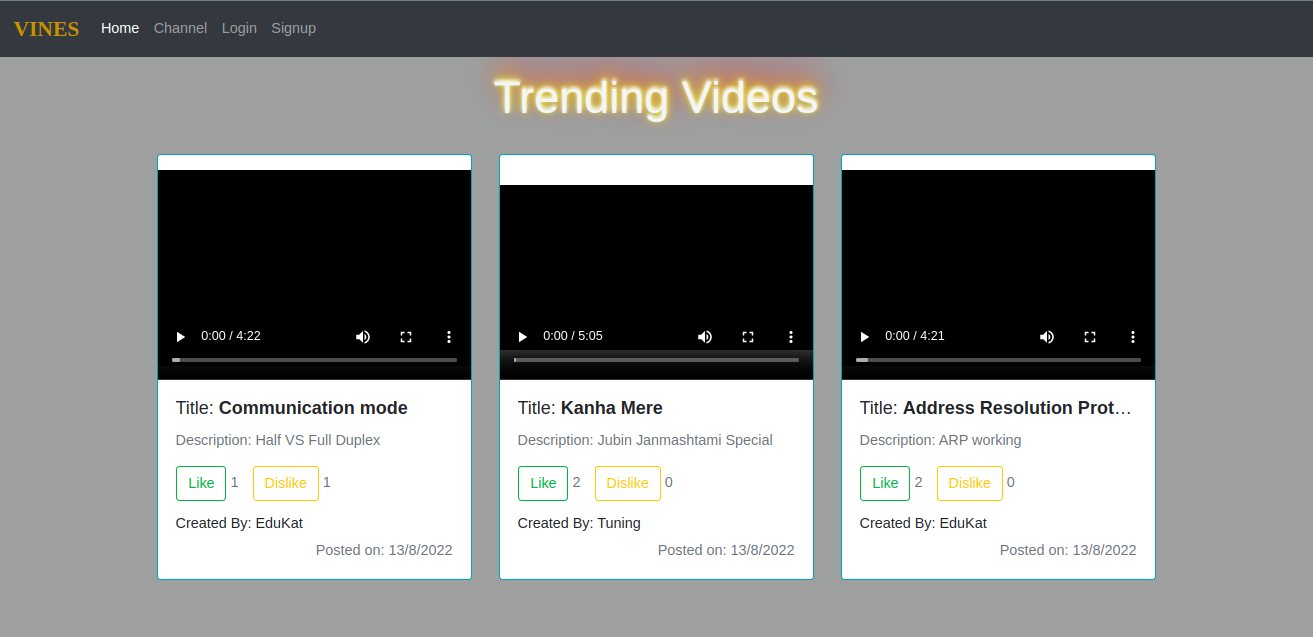 VINES Home Channel Login Signup
Trending Videos
0:00 / 4:22
Title: Communication mode
Description: Half VS Full Duplex
Like 1 Dislike 1
Created By: EduKat
Posted on: 13/8/2022
0:00 / 5:05
Title: Kanha Mere
Description: Jubin Janmashtami Special
Like 2 Dislike 0
Created By: Tuning
Posted on: 13/8/2022
0:00 / 4:21
Title: Address Resolution Prot...
Description: ARP working
Like 2 Dislike 0
Created By: EduKat
Posted on: 13/8/2022